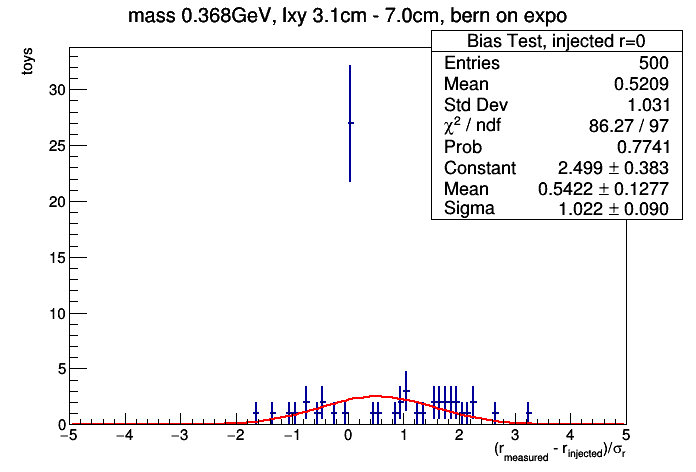 mass 0.368GeV, lxy 3.1cm - 7.0cm, bern on expo
Bias Test, injected r=0
Entries 500
Mean 0.5209
Std Dev 1.031
χ² / ndf 86.27 / 97
Prob 0.7741
Constant 2.499 ± 0.383
Mean 0.5422 ± 0.1277
Sigma 1.022 ± 0.090
toys
30
25
20
15
10
5
0
−5 −4 −3 −2 −1 0 1 2 3 4 5
(r_measured - r_injected)/σ_r